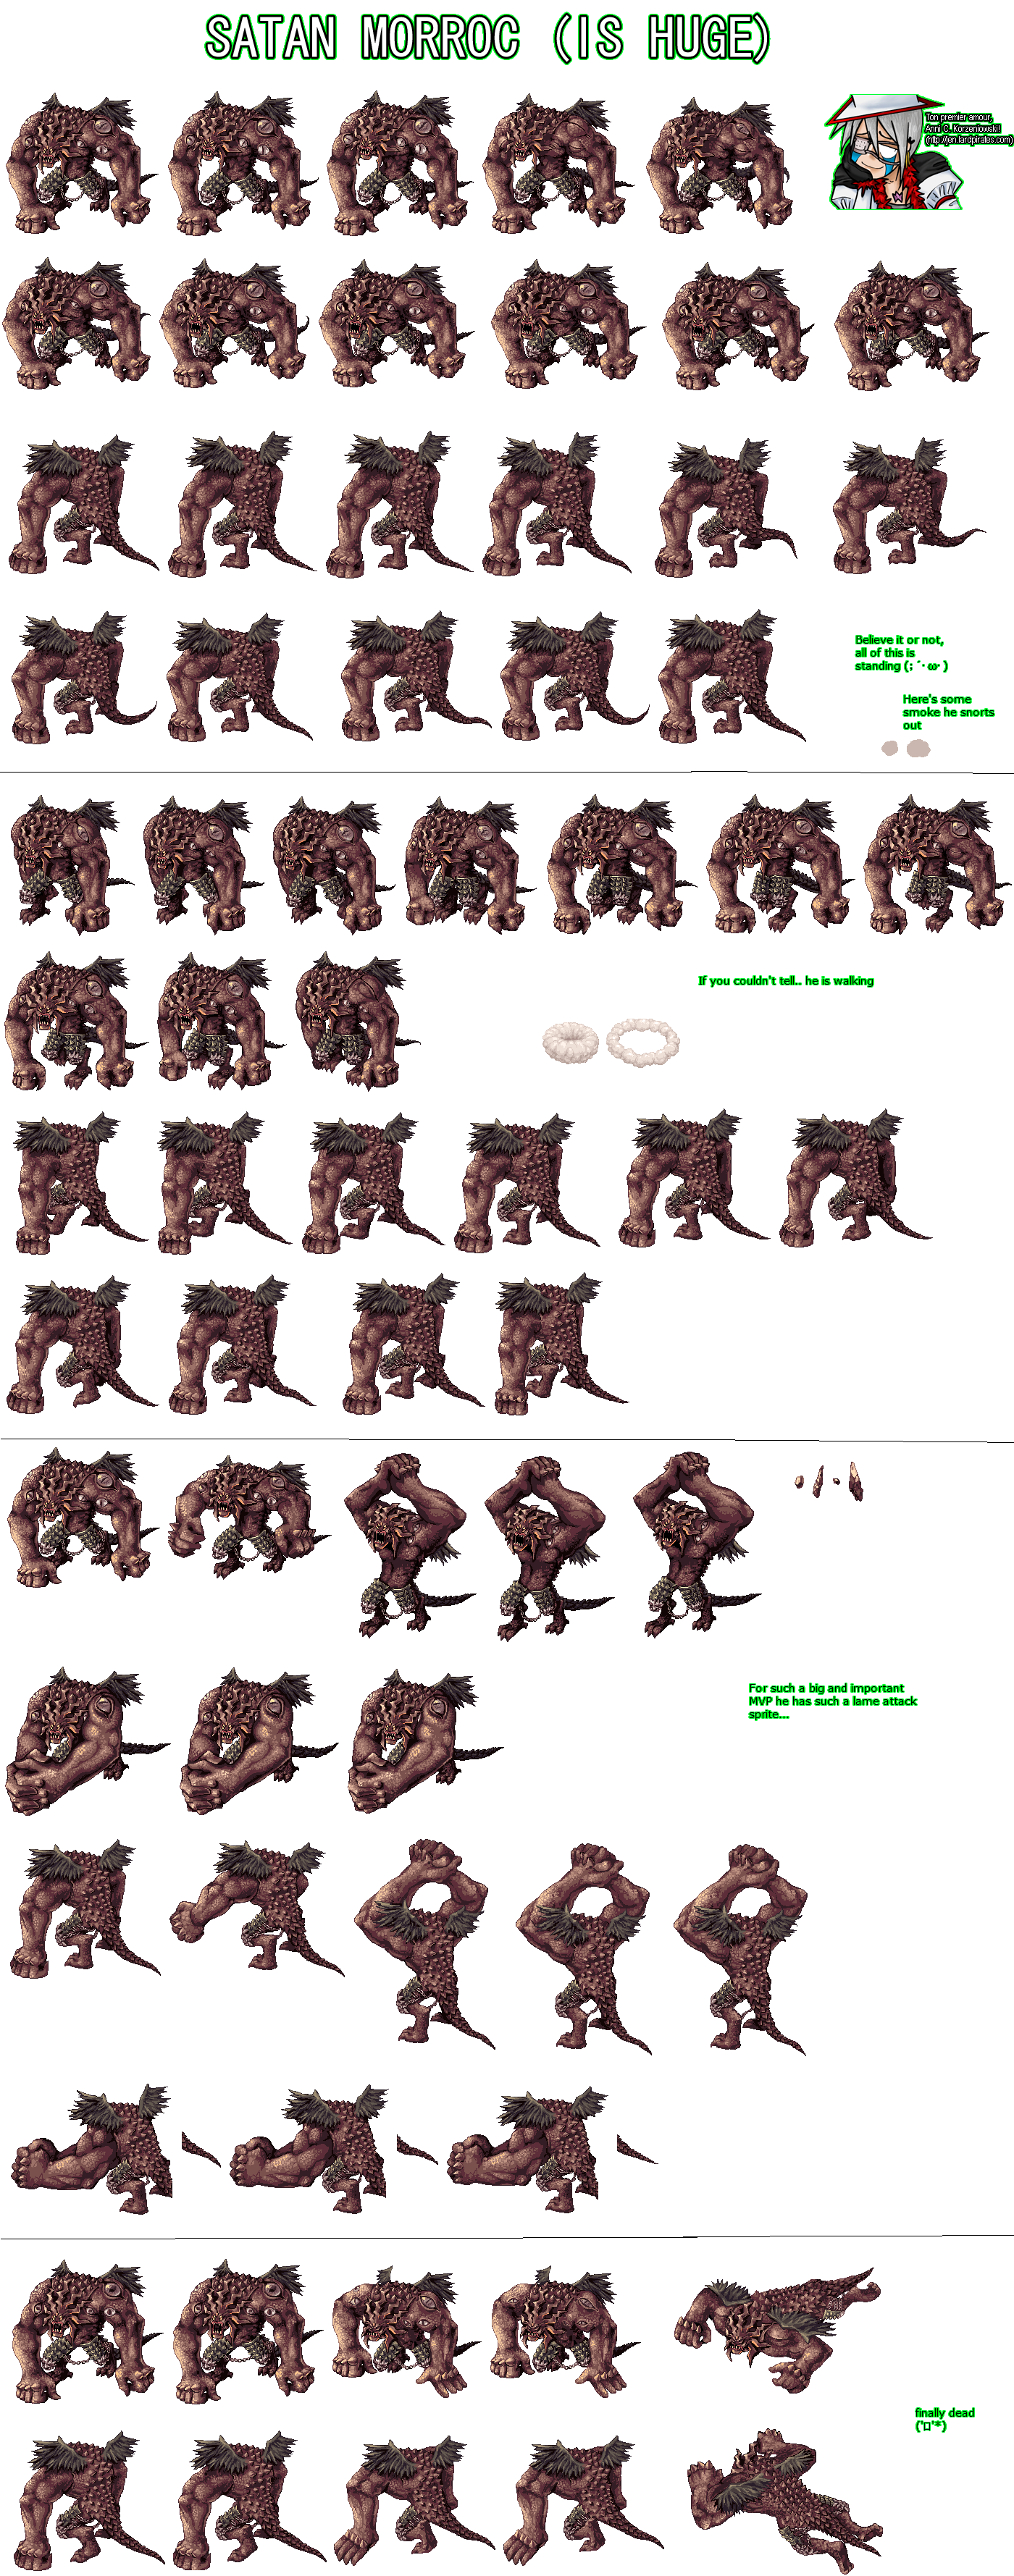 SATAN MORROC (IS HUGE)
Ton premier amour,
Anni C. Korzeniowski!
(http://jen.lardpirates.com)
Believe it or not,
all of this is
standing (; ´･ω･)
Here's some
smoke he snorts
out
If you couldn't tell.. he is walking
For such a big and important
MVP he has such a lame attack
sprite...
finally dead
('□'*)